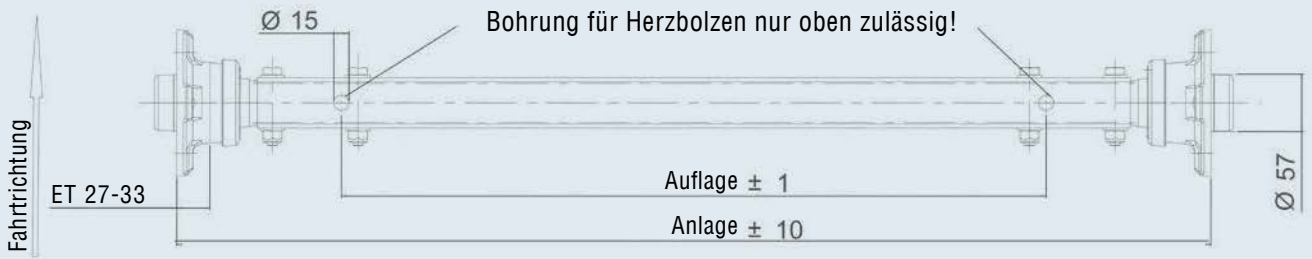 Ø 15
Bohrung für Herzbolzen nur oben zulässig!
Fahrtrichtung
ET 27-33
Auflage ± 1
Anlage ± 10
Ø 57